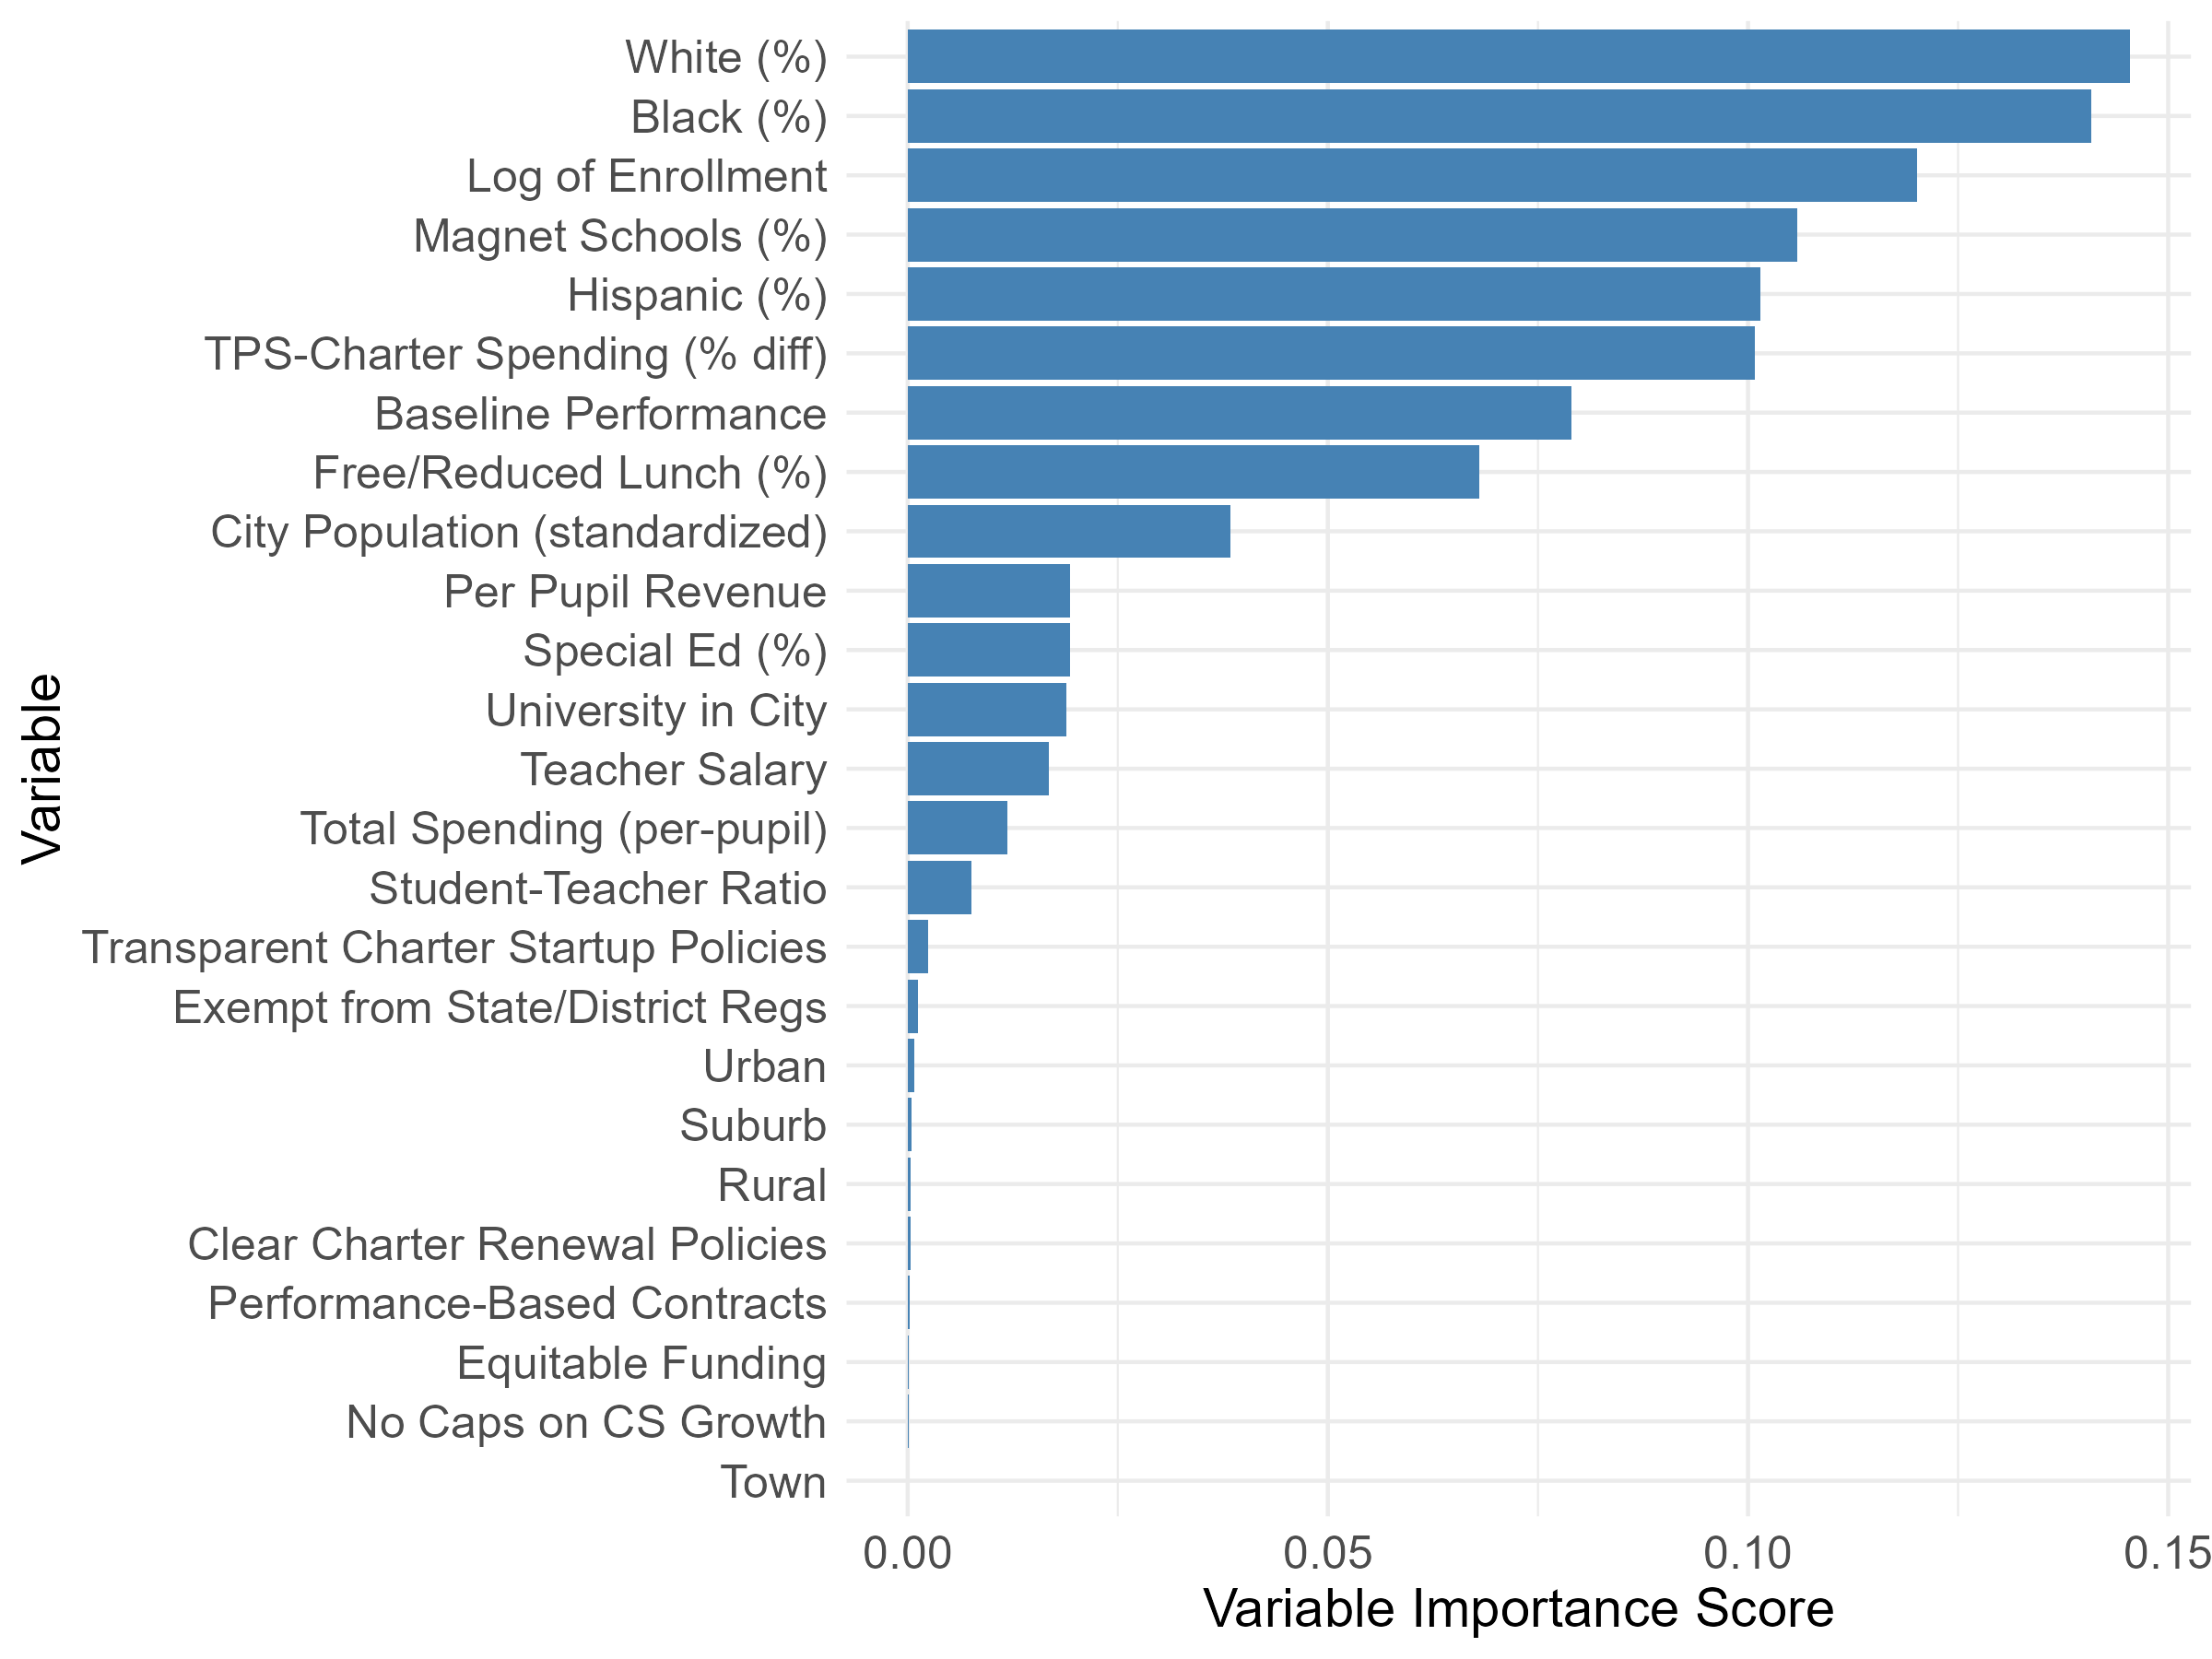 White (%)
Black (%)
Log of Enrollment
Magnet Schools (%)
Hispanic (%)
TPS-Charter Spending (% diff)
Baseline Performance
Free/Reduced Lunch (%)
City Population (standardized)
Per Pupil Revenue
Special Ed (%)
University in City
Teacher Salary
Total Spending (per-pupil)
Student-Teacher Ratio
Transparent Charter Startup Policies
Exempt from State/District Regs
Urban
Suburb
Rural
Clear Charter Renewal Policies
Performance-Based Contracts
Equitable Funding
No Caps on CS Growth
Town
Variable
0.00 0.05 0.10 0.15
Variable Importance Score